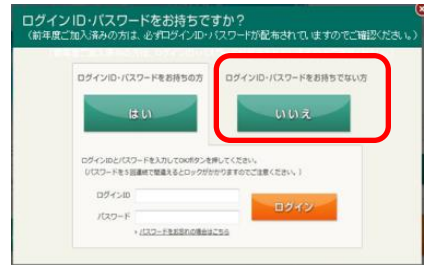 ログインID・パスワードをお持ちですか？
（前年度ご加入済みの方は、必ずログインID・パスワードが配布されていますのでご確認ください。）
ログインID・パスワードをお持ちの方
ログインID・パスワードをお持ちでない方
はい
いいえ
ログインIDとパスワードを入力してOKボタンを押してください。
（パスワードを5回連続で間違えるとロックがかかりますのでご注意ください。）
ログインID
パスワード
ログイン
› パスワードをお忘れの場合はこちら